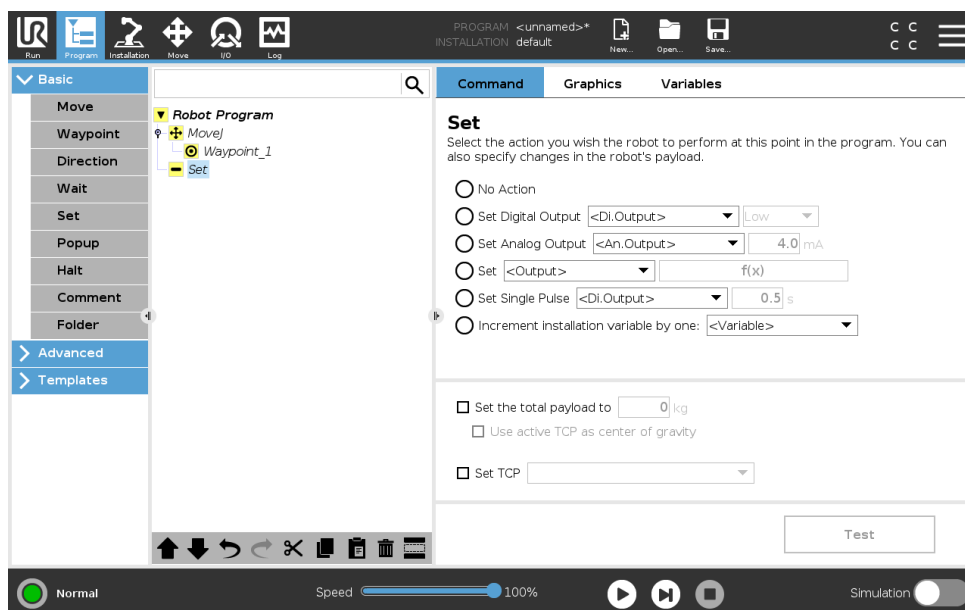 PROGRAM <unnamed>*
INSTALLATION default
Run Program Installation Move I/O Log New... Open... Save...
C C
C C
Basic
Move
Waypoint
Direction
Wait
Set
Popup
Halt
Comment
Folder
Advanced
Templates
Robot Program
MoveJ
Waypoint_1
Set
Command Graphics Variables
Set
Select the action you wish the robot to perform at this point in the program. You can
also specify changes in the robot's payload.
No Action
Set Digital Output <Di.Output> Low
Set Analog Output <An.Output> 4.0 mA
Set <Output> f(x)
Set Single Pulse <Di.Output> 0.5 s
Increment installation variable by one: <Variable>
Set the total payload to 0 kg
Use active TCP as center of gravity
Set TCP
Test
Normal Speed 100% Simulation